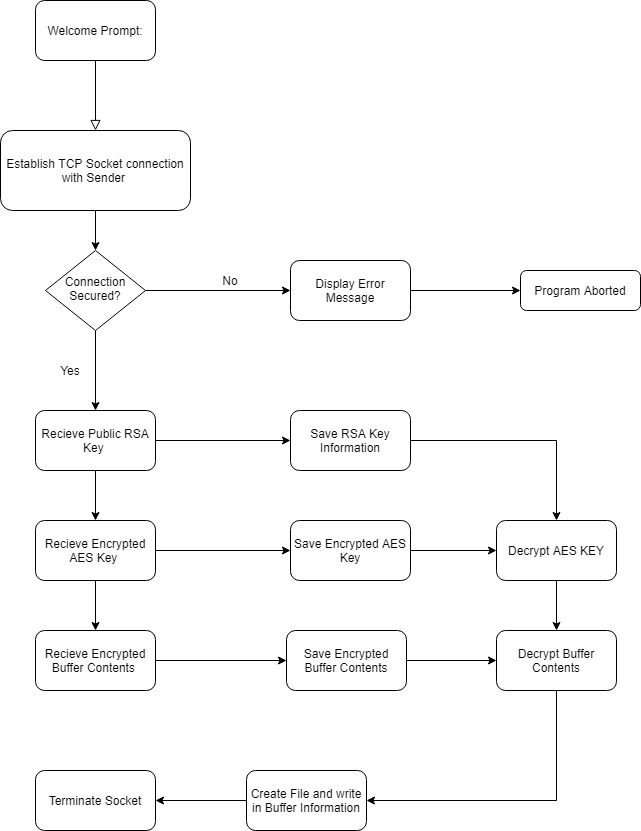 Welcome Prompt:
Establish TCP Socket connection
with Sender
Connection
Secured?
No
Display Error
Message
Program Aborted
Yes
Recieve Public RSA
Key
Save RSA Key
Information
Recieve Encrypted
AES Key
Save Encrypted AES
Key
Decrypt AES KEY
Recieve Encrypted
Buffer Contents
Save Encrypted
Buffer Contents
Decrypt Buffer
Contents
Terminate Socket
Create File and write
in Buffer Information